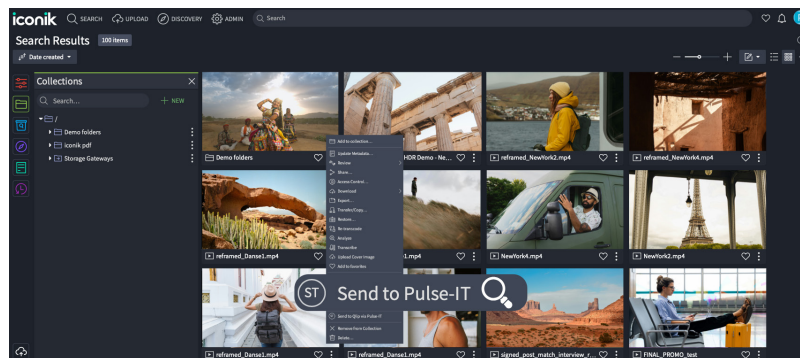 iconik
SEARCH
UPLOAD
DISCOVERY
ADMIN
Search
Search Results
100 items
Date created
Collections
Search...
+ NEW
/
Demo folders
iconik pdf
Storage Gateways
Demo folders
HDR Demo - Ne...
reframed_NewYork2.mp4
reframed_NewYork4.mp4
Add to collection...
Update Metadata...
Review
Share...
Access Control...
Download
Export...
Transfer/Copy...
Restore...
Re-transcode
Analyze
Transcribe
Upload Cover Image
Add to favorites
reframed_Danse1.mp4
e1.mp4
NewYork4.mp4
NewYork2.mp4
ST
Send to Pulse-IT
Send to QScan via Pulse IT
Remove from Collection
Delete...
reframed_Danse1.mp4
reframed_Danse1.mp4
signed_post_match_interview_r...
FINAL_PROMO_test